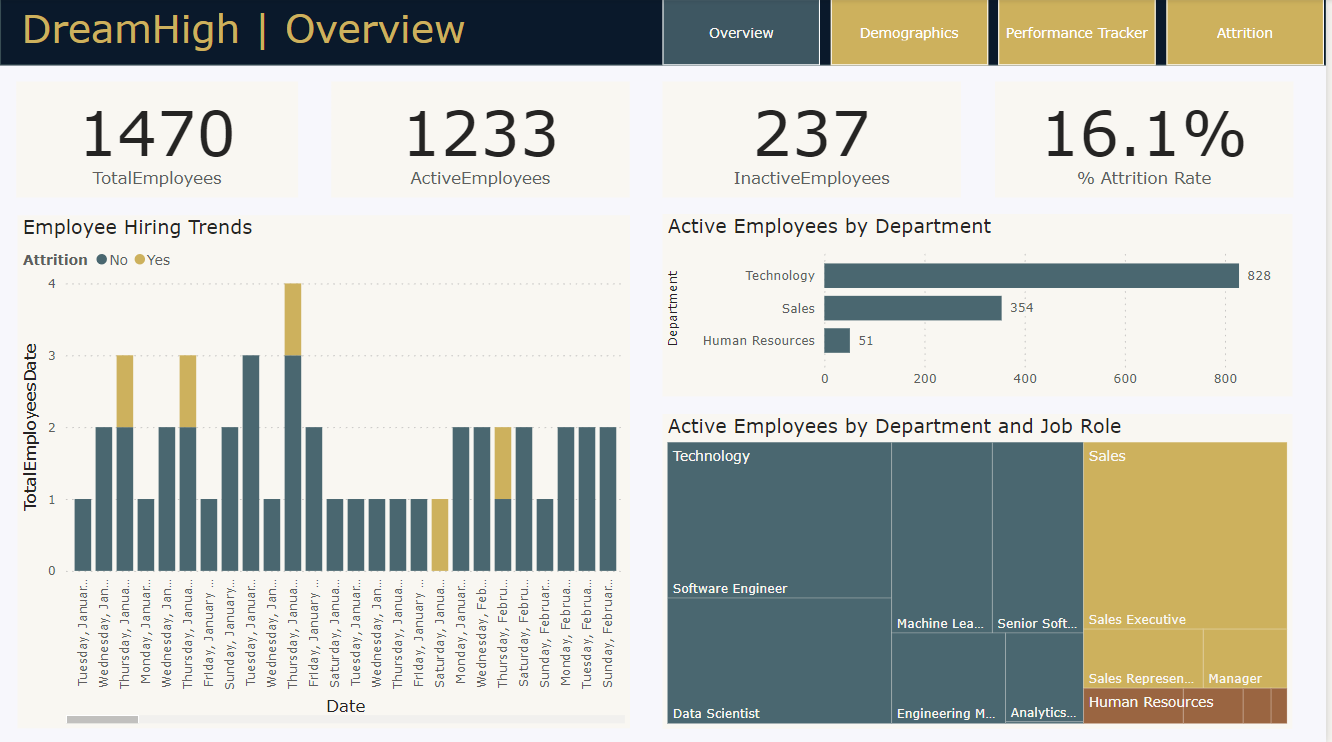 DreamHigh | Overview
Overview
Demographics
Performance Tracker
Attrition
1470
TotalEmployees
1233
ActiveEmployees
237
InactiveEmployees
16.1%
% Attrition Rate
Employee Hiring Trends
Attrition No Yes
TotalEmployeesDate
4
3
2
1
0
Tuesday, Januar...
Wednesday, Jan...
Thursday, Janua...
Monday, Januar...
Wednesday, Jan...
Thursday, Janua...
Friday, January ...
Sunday, January...
Tuesday, Januar...
Wednesday, Jan...
Thursday, Janua...
Friday, January ...
Saturday, Janua...
Tuesday, Januar...
Wednesday, Jan...
Thursday, Janua...
Friday, January ...
Saturday, Janua...
Monday, Januar...
Wednesday, Feb...
Thursday, Febru...
Saturday, Febru...
Sunday, Februar...
Monday, Februa...
Tuesday, Februa...
Sunday, Februar...
Date
Active Employees by Department
Department
Technology 828
Sales 354
Human Resources 51
0 200 400 600 800
Active Employees by Department and Job Role
Technology
Software Engineer
Data Scientist
Machine Lea...
Senior Soft...
Engineering M...
Analytics...
Sales
Sales Executive
Sales Represen...
Manager
Human Resources